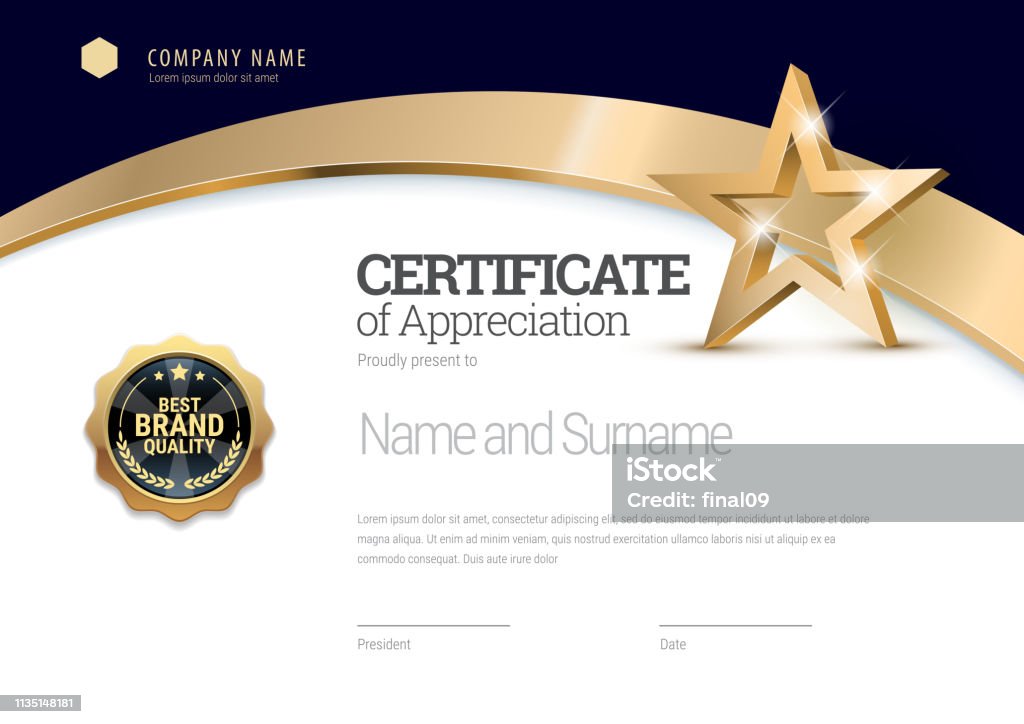 COMPANY NAME
Lorem ipsum dolor sit amet
CERTIFICATE
of Appreciation
Proudly present to
BEST
BRAND
QUALITY
Name and Surname
iStock™
Credit: final09
Lorem ipsum dolor amet, consectetur adipiscing elit, sed do eiusmod tempor incididunt ut labore et dolore
magna aliqua. Ut enim ad minim veniam, quis nostrud exercitation ullamco laboris nisi ut aliquip ex ea
commodo consequat. Duis aute irure dolor
President
Date
1135148181